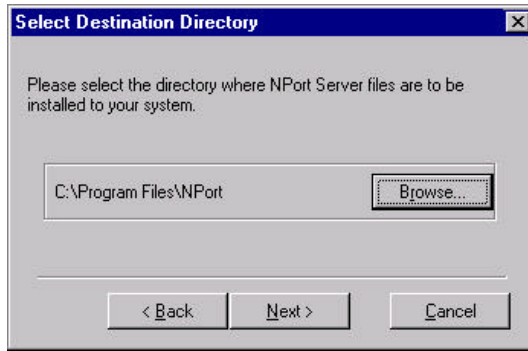 Select Destination Directory
Please select the directory where NPort Server files are to be
installed to your system.
C:\Program Files\NPort
Browse...
< Back
Next >
Cancel